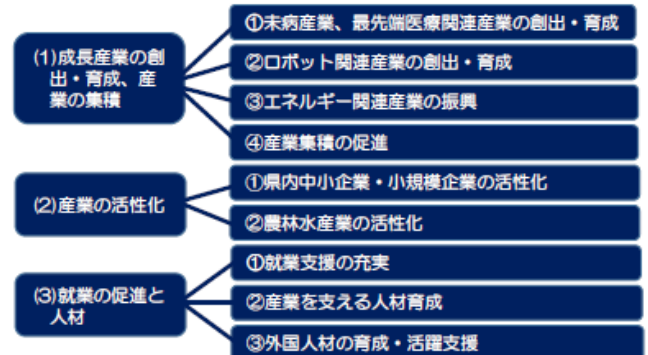 (1)成長産業の創
出・育成、産
業の集積
①未病産業、最先端医療関連産業の創出・育成
②ロボット関連産業の創出・育成
③エネルギー関連産業の振興
④産業集積の促進
(2)産業の活性化
①県内中小企業・小規模企業の活性化
②農林水産業の活性化
(3)就業の促進と
人材
①就業支援の充実
②産業を支える人材育成
③外国人材の育成・活躍支援